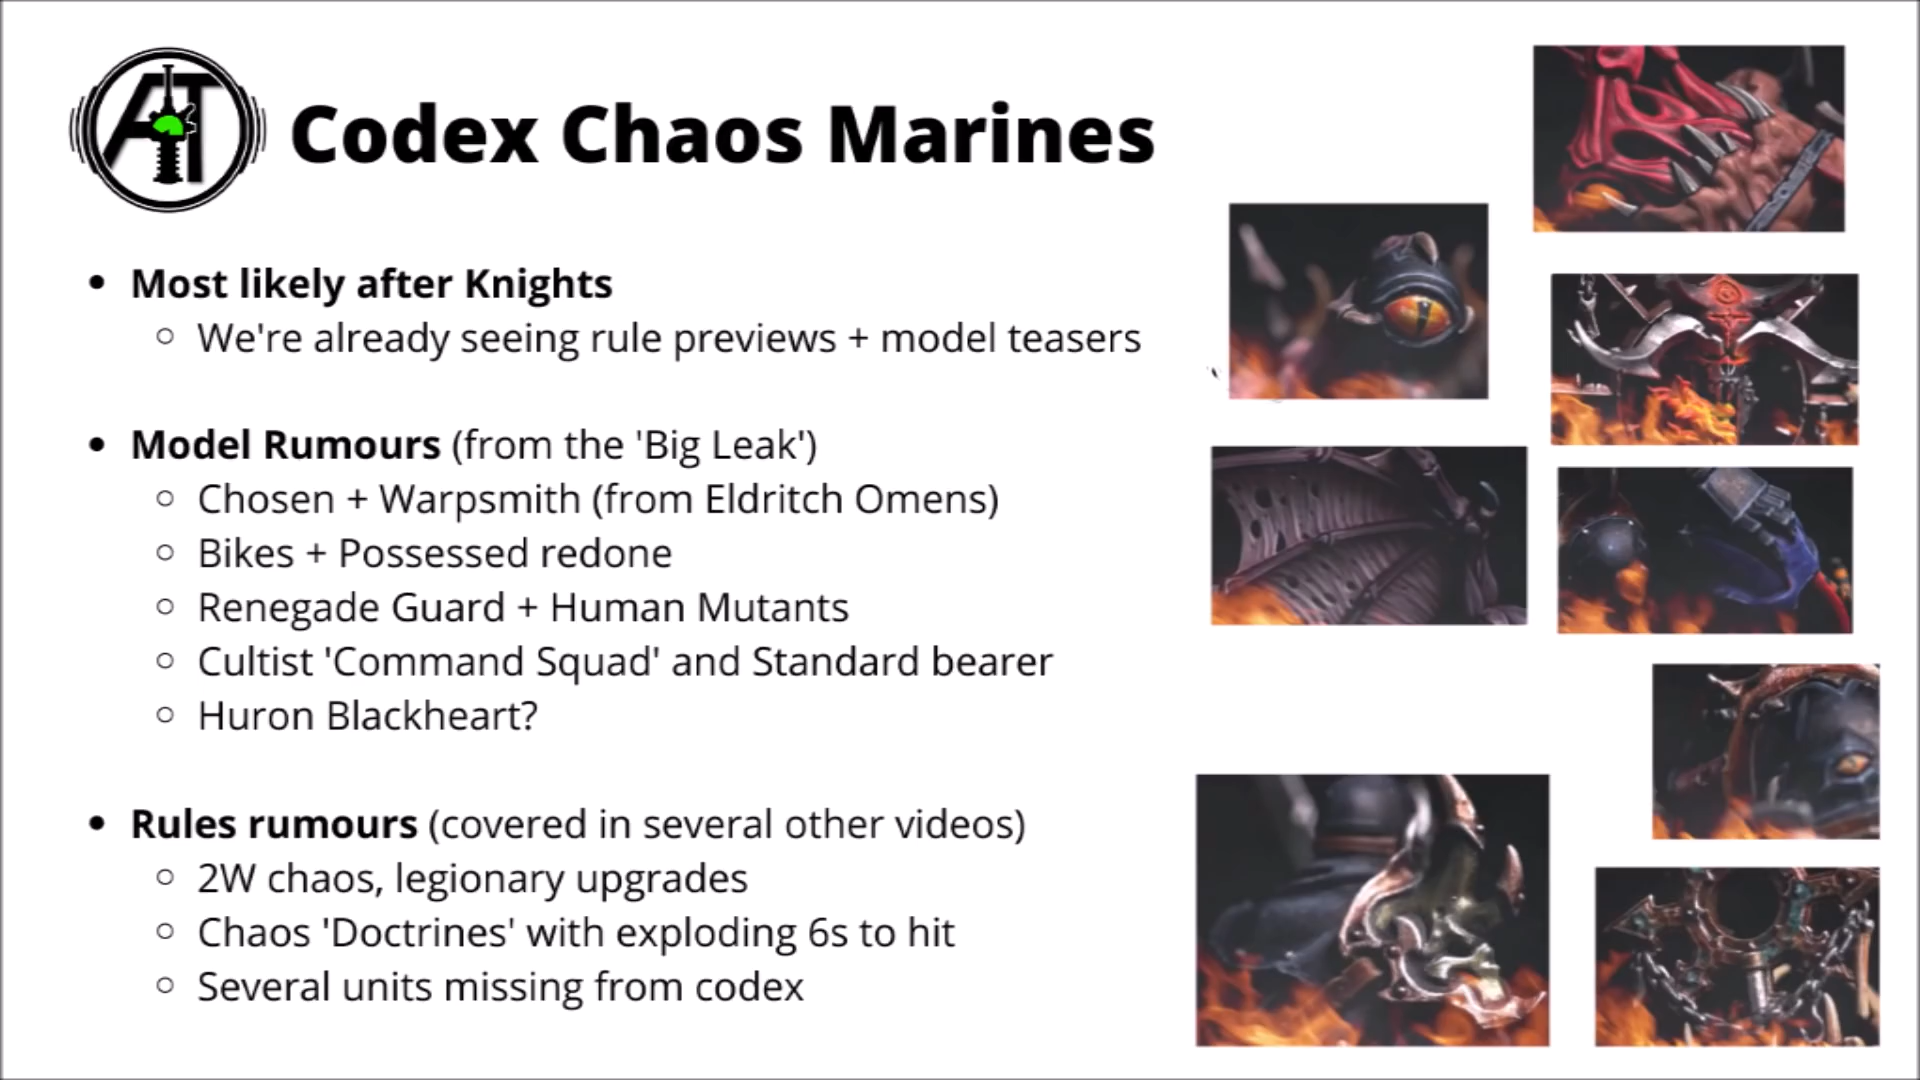 AT
Codex Chaos Marines
• Most likely after Knights
○ We're already seeing rule previews + model teasers
• Model Rumours (from the 'Big Leak')
○ Chosen + Warpsmith (from Eldritch Omens)
○ Bikes + Possessed redone
○ Renegade Guard + Human Mutants
○ Cultist 'Command Squad' and Standard bearer
○ Huron Blackheart?
• Rules rumours (covered in several other videos)
○ 2W chaos, legionary upgrades
○ Chaos 'Doctrines' with exploding 6s to hit
○ Several units missing from codex